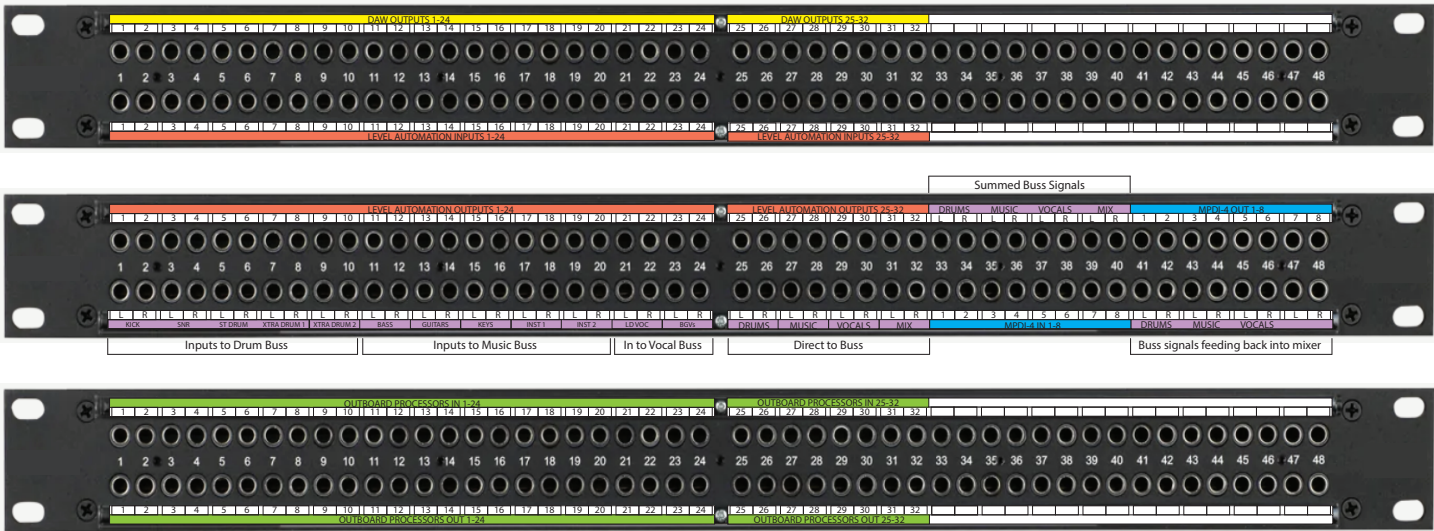 DAW OUTPUTS 1-24 DAW OUTPUTS 25-32
1 2 3 4 5 6 7 8 9 10 11 12 13 14 15 16 17 18 19 20 21 22 23 24 25 26 27 28 29 30 31 32
1 2 3 4 5 6 7 8 9 10 11 12 13 14 15 16 17 18 19 20 21 22 23 24 25 26 27 28 29 30 31 32 33 34 35 36 37 38 39 40 41 42 43 44 45 46 47 48
1 2 3 4 5 6 7 8 9 10 11 12 13 14 15 16 17 18 19 20 21 22 23 24 25 26 27 28 29 30 31 32
LEVEL AUTOMATION INPUTS 1-24 LEVEL AUTOMATION INPUTS 25-32
Summed Buss Signals
LEVEL AUTOMATION OUTPUTS 1-24 LEVEL AUTOMATION OUTPUTS 25-32 DRUMS MUSIC VOCALS MIX MPDI-4 OUT 1-8
1 2 3 4 5 6 7 8 9 10 11 12 13 14 15 16 17 18 19 20 21 22 23 24 25 26 27 28 29 30 31 32 L R L R L R L R 1 2 3 4 5 6 7 8
1 2 3 4 5 6 7 8 9 10 11 12 13 14 15 16 17 18 19 20 21 22 23 24 25 26 27 28 29 30 31 32 33 34 35 36 37 38 39 40 41 42 43 44 45 46 47 48
L R L R L R L R L R L R L R L R L R L R L R L R L R L R L R L R 1 2 3 4 5 6 7 8 L R L R L R L R
KICK SNR ST DRUM XTRA DRUM 1 XTRA DRUM 2 BASS GUITARS KEYS INST 1 INST 2 LD VOC BGVs DRUMS MUSIC VOCALS MIX MPDI-4 IN 1-8 DRUMS MUSIC VOCALS
Inputs to Drum Buss Inputs to Music Buss In to Vocal Buss Direct to Buss Buss signals feeding back into mixer
OUTBOARD PROCESSORS IN 1-24 OUTBOARD PROCESSORS IN 25-32
1 2 3 4 5 6 7 8 9 10 11 12 13 14 15 16 17 18 19 20 21 22 23 24 25 26 27 28 29 30 31 32
1 2 3 4 5 6 7 8 9 10 11 12 13 14 15 16 17 18 19 20 21 22 23 24 25 26 27 28 29 30 31 32 33 34 35 36 37 38 39 40 41 42 43 44 45 46 47 48
1 2 3 4 5 6 7 8 9 10 11 12 13 14 15 16 17 18 19 20 21 22 23 24 25 26 27 28 29 30 31 32
OUTBOARD PROCESSORS OUT 1-24 OUTBOARD PROCESSORS OUT 25-32